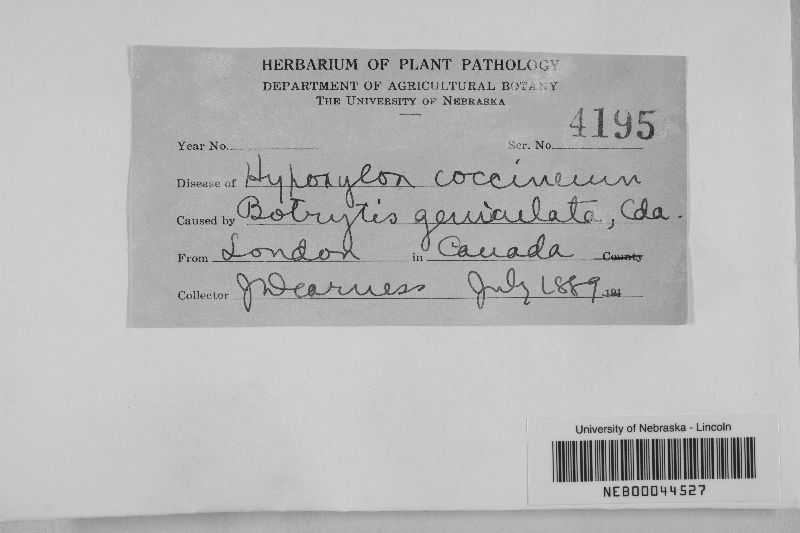 HERBARIUM OF PLANT PATHOLOGY
DEPARTMENT OF AGRICULTURAL BOTANY
THE UNIVERSITY OF NEBRASKA
4195
Year No. Ser. No.
Disease of Hypoxylon coccineum
Caused by Botrytis geniculata, Cda.
From London in Canada County
Collector J Dearness July 1889 191
University of Nebraska - Lincoln
NEB00044527